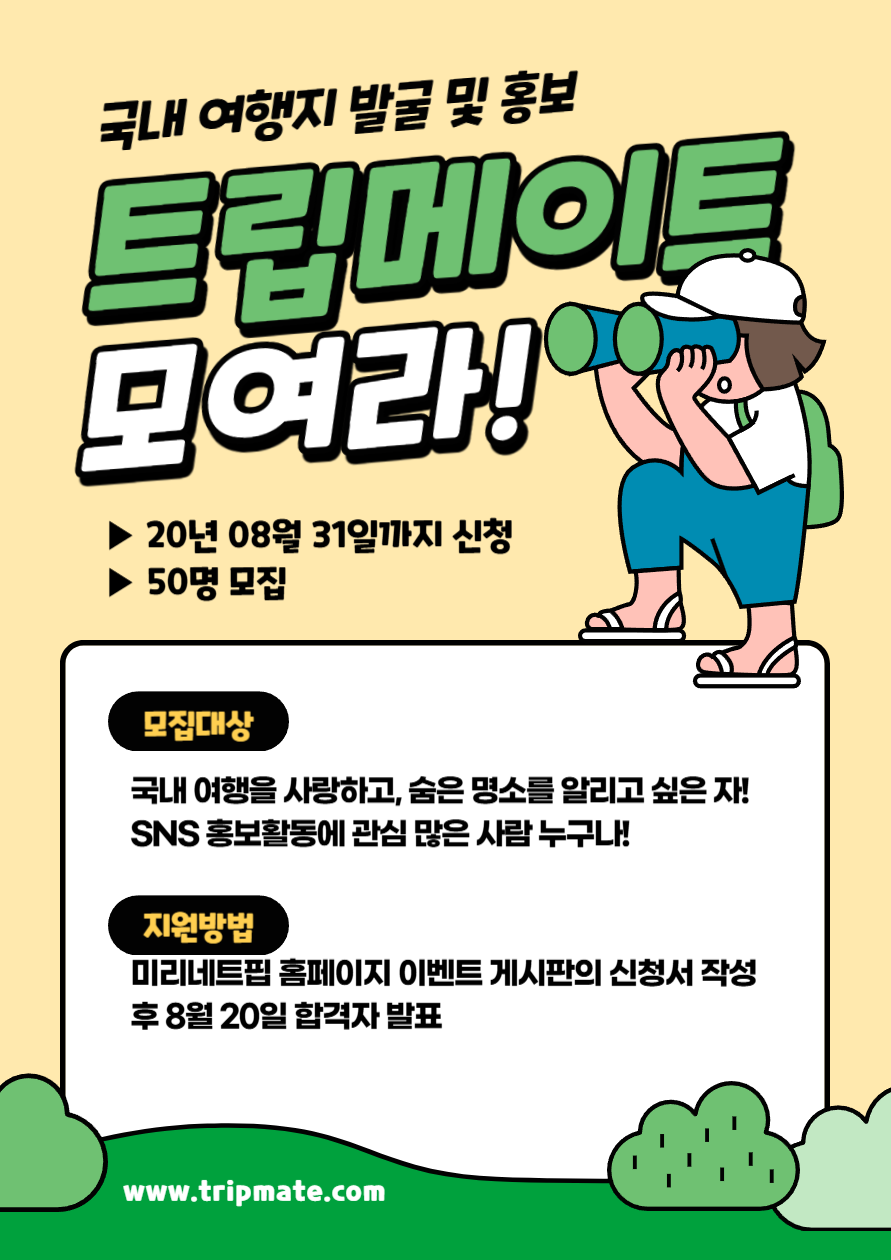 국내 여행지 발굴 및 홍보
트립메이트
모여라!
▶ 20년 08월 31일까지 신청
▶ 50명 모집
모집대상
국내 여행을 사랑하고, 숨은 명소를 알리고 싶은 자!
SNS 홍보활동에 관심 많은 사람 누구나!
지원방법
미리네트핍 홈페이지 이벤트 게시판의 신청서 작성
후 8월 20일 합격자 발표
www.tripmate.com